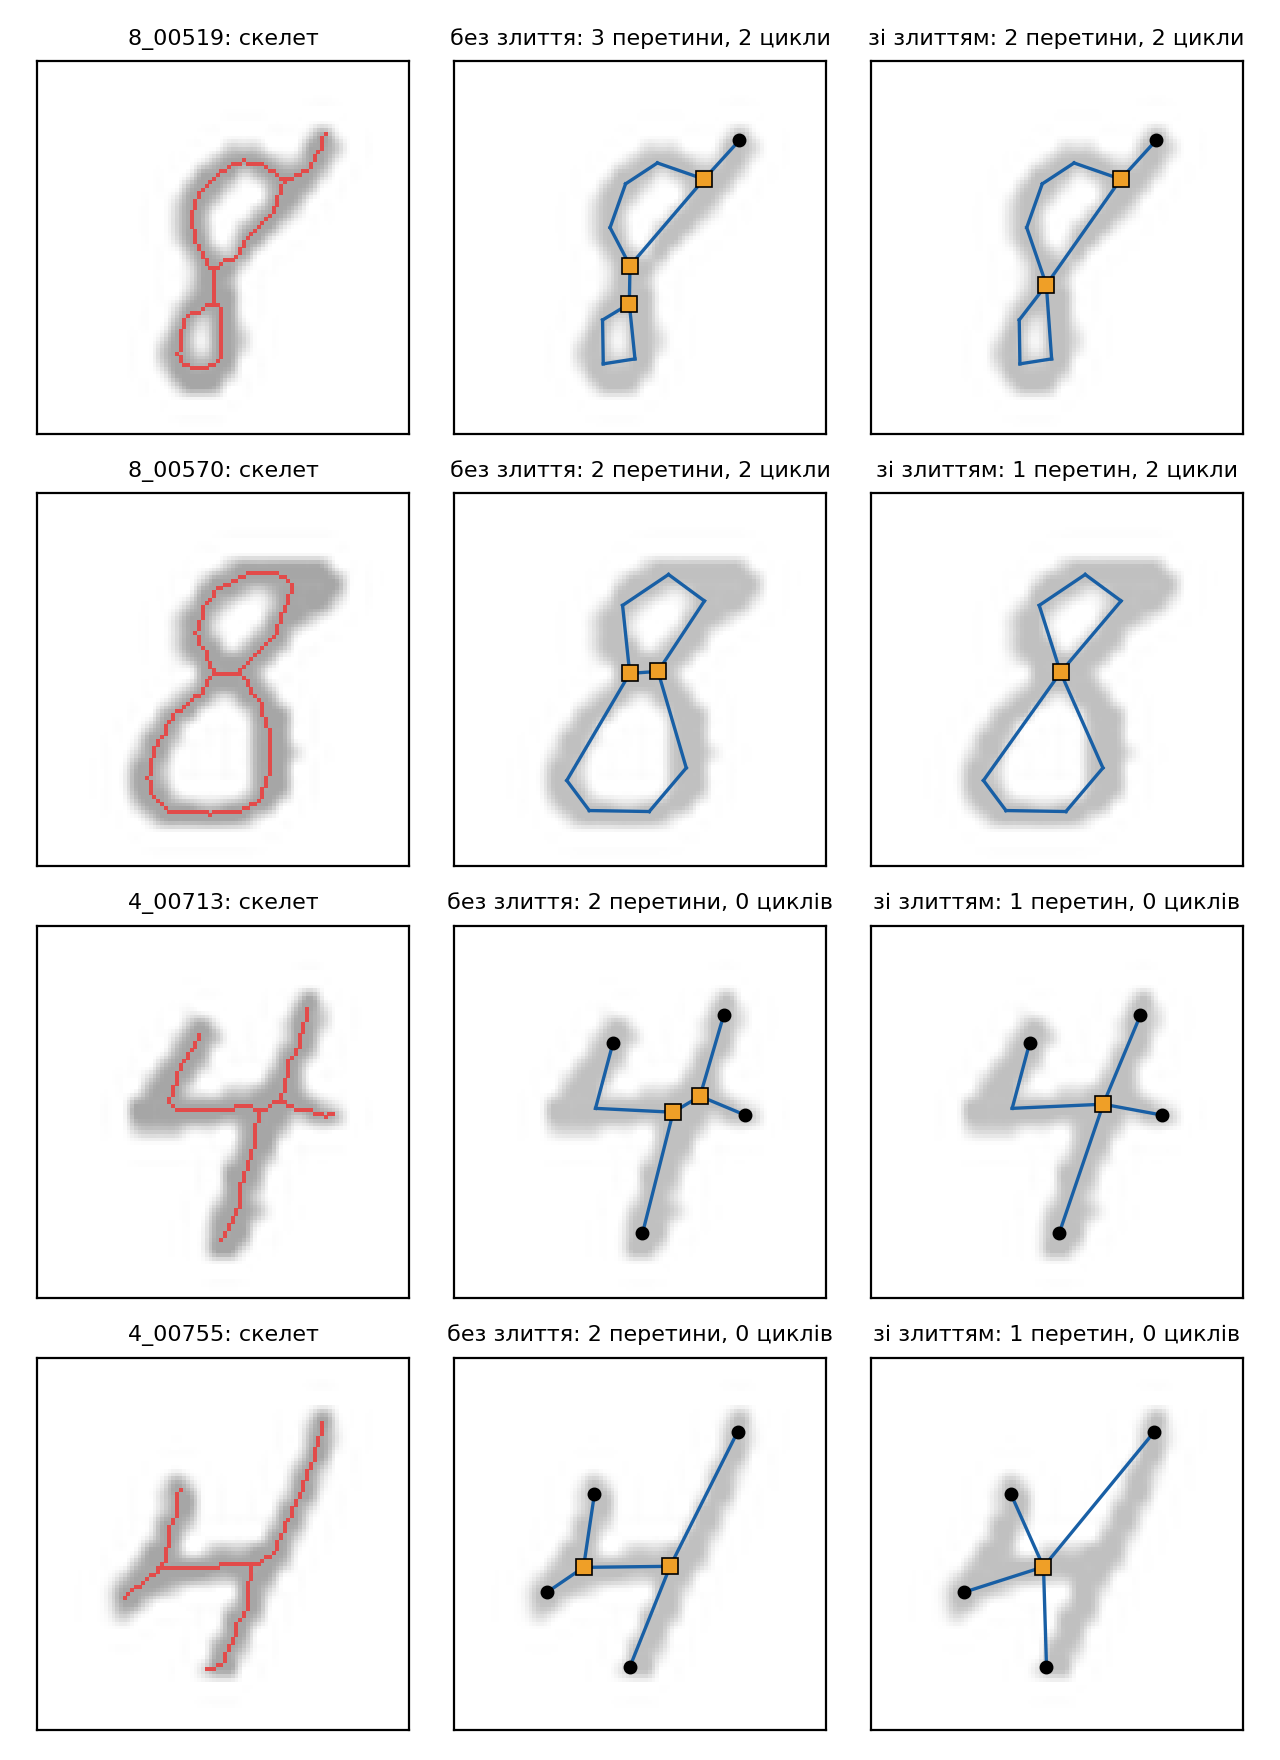 8_00519: скелет
без злиття: 3 перетини, 2 цикли
зі злиттям: 2 перетини, 2 цикли
8_00570: скелет
без злиття: 2 перетини, 2 цикли
зі злиттям: 1 перетин, 2 цикли
4_00713: скелет
без злиття: 2 перетини, 0 циклів
зі злиттям: 1 перетин, 0 циклів
4_00755: скелет
без злиття: 2 перетини, 0 циклів
зі злиттям: 1 перетин, 0 циклів